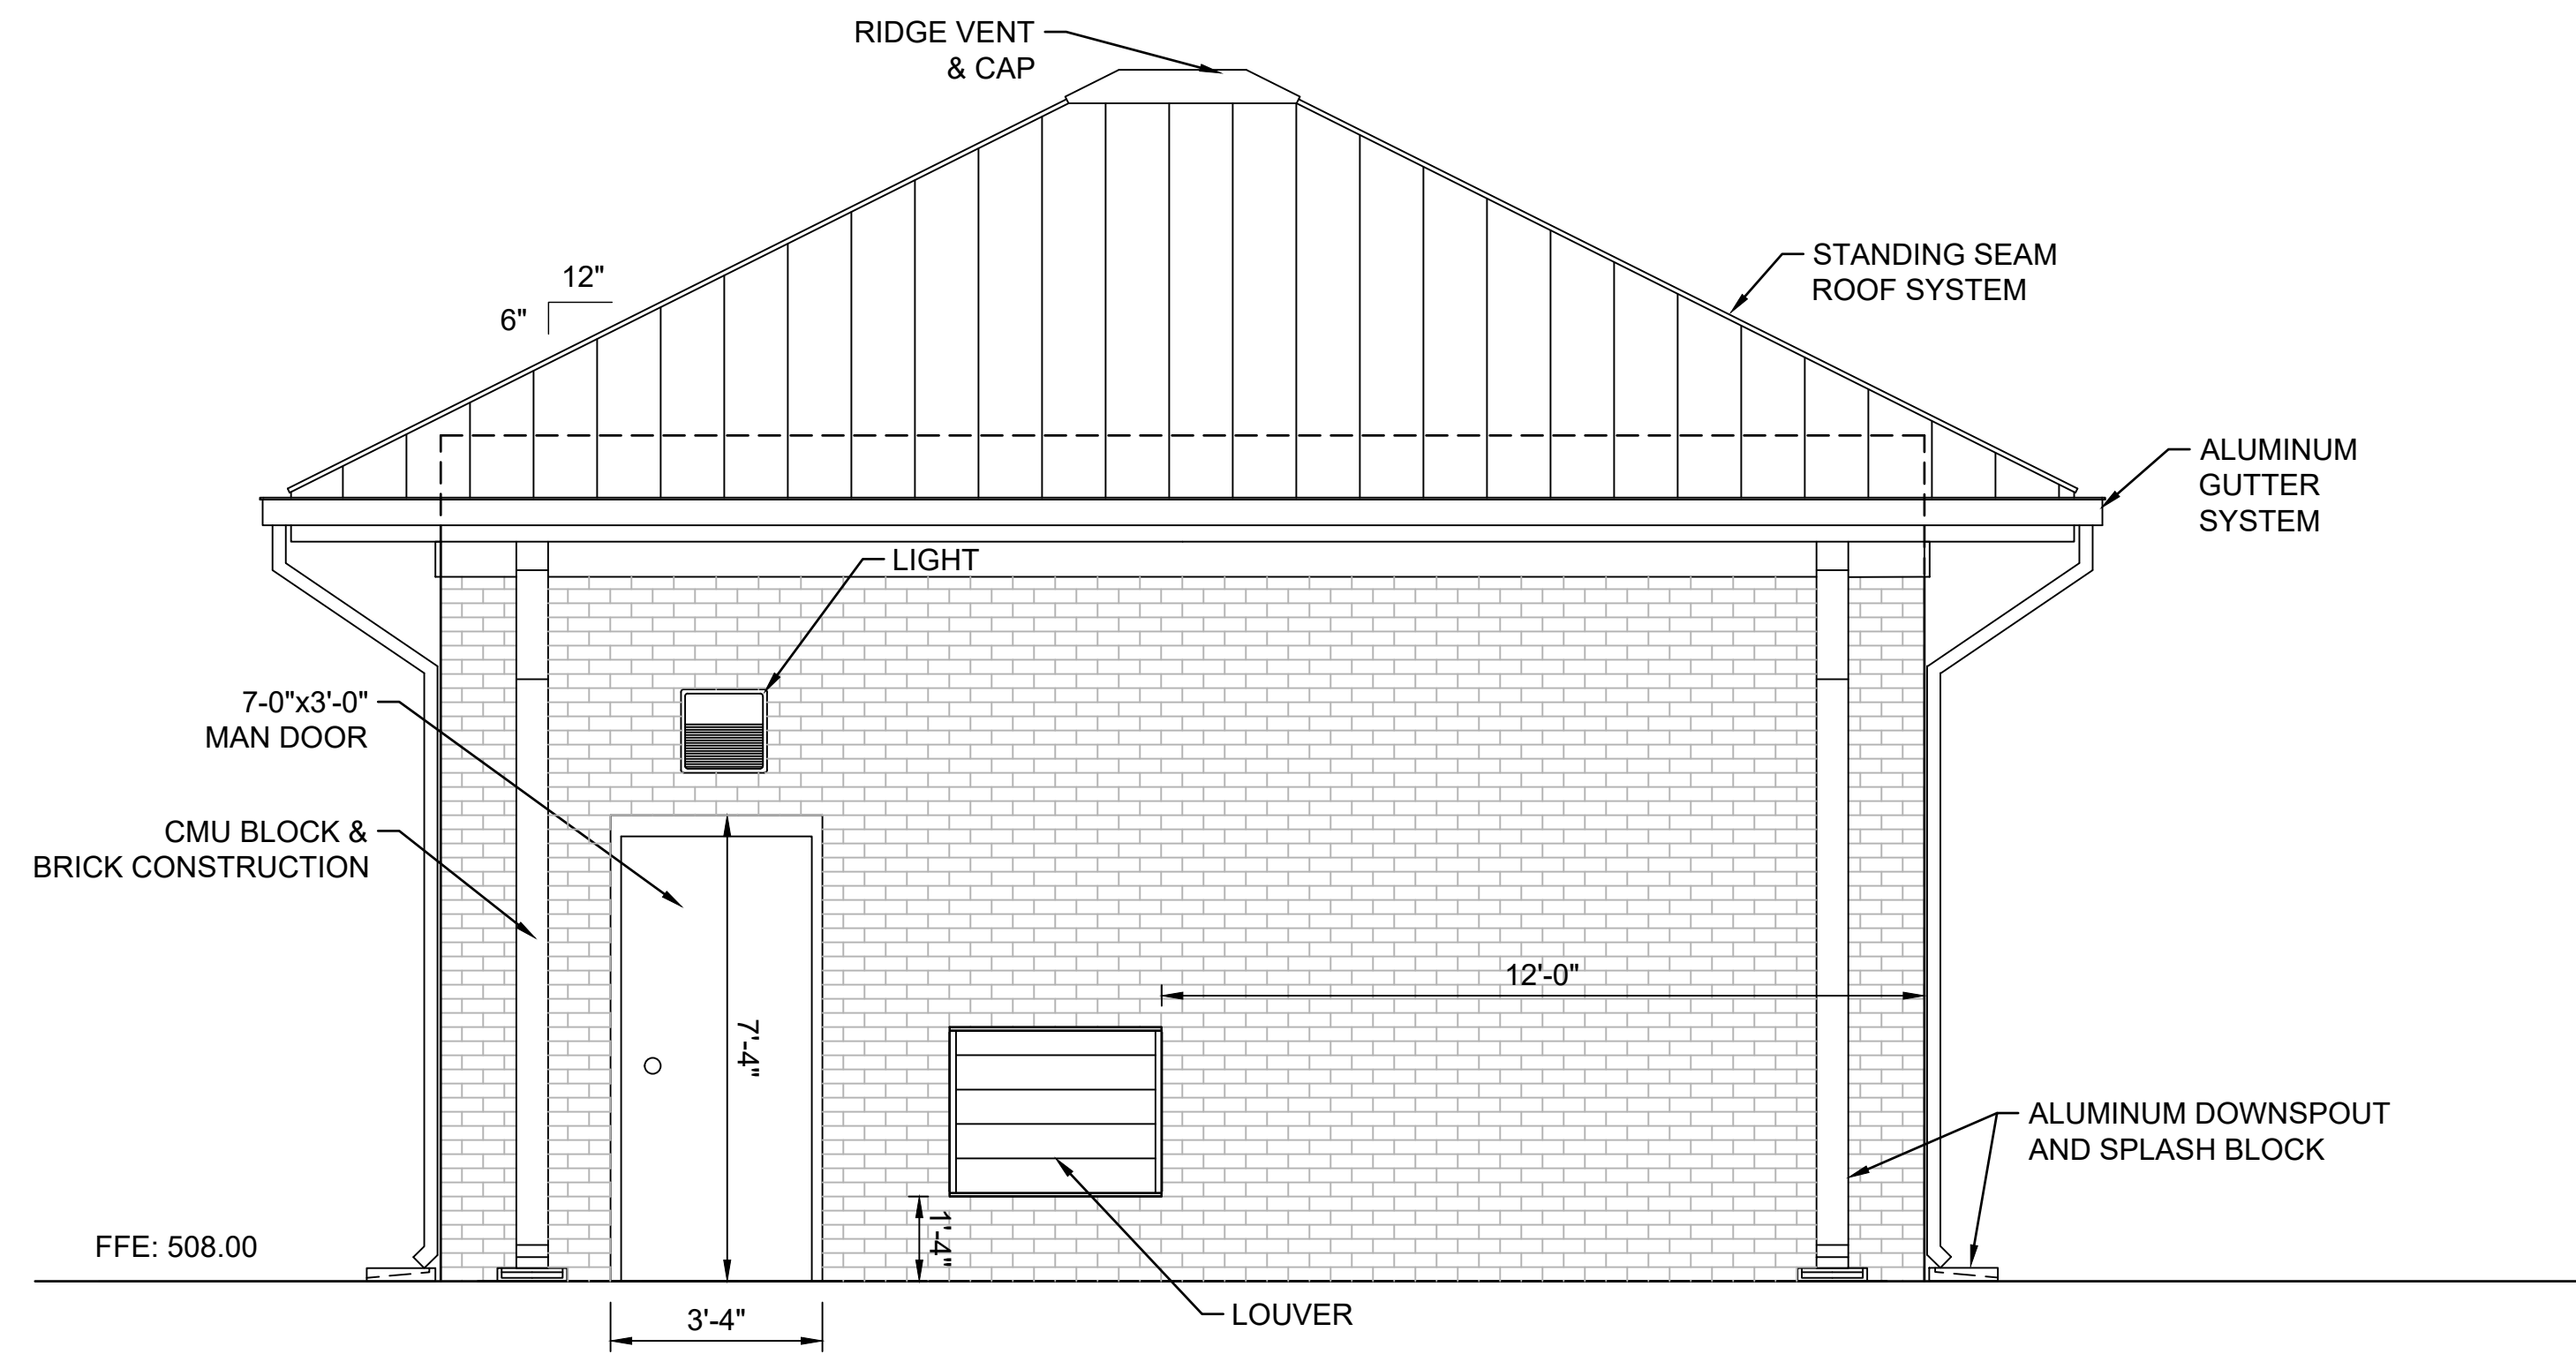 RIDGE VENT
& CAP
12"
6"
STANDING SEAM
ROOF SYSTEM
ALUMINUM
GUTTER
SYSTEM
LIGHT
7-0"x3'-0"
MAN DOOR
CMU BLOCK &
BRICK CONSTRUCTION
12'-0"
7'-4"
ALUMINUM DOWNSPOUT
AND SPLASH BLOCK
1'-4"
FFE: 508.00
LOUVER
3'-4"